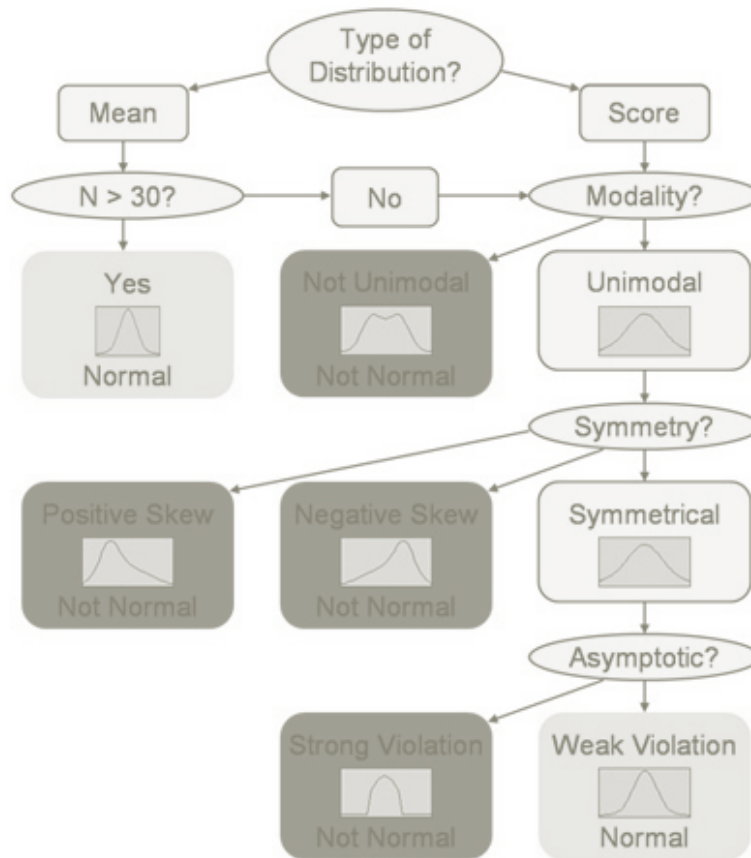 Type of
Distribution?
Mean
Score
N > 30?
No
Modality?
Yes
Normal
Not Unimodal
Not Normal
Unimodal
Symmetry?
Positive Skew
Not Normal
Negative Skew
Not Normal
Symmetrical
Asymptotic?
Strong Violation
Not Normal
Weak Violation
Normal